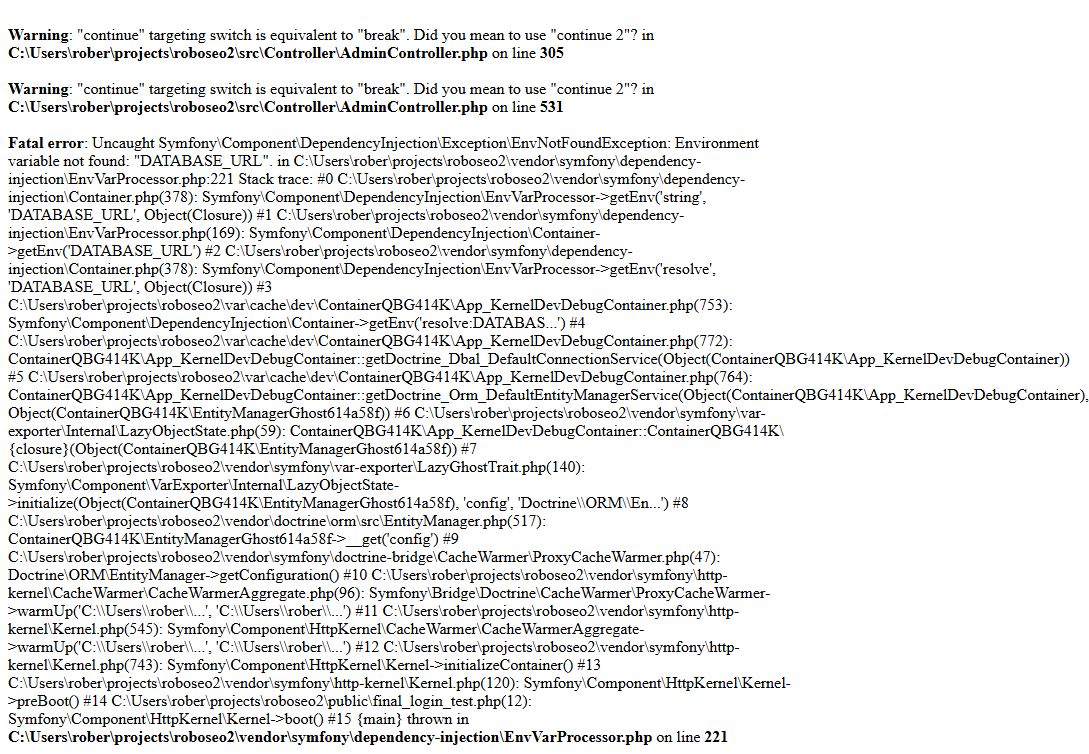 Warning: "continue" targeting switch is equivalent to "break". Did you mean to use "continue 2"? in
C:\Users\rober\projects\roboseo2\src\Controller\AdminController.php on line 305
Warning: "continue" targeting switch is equivalent to "break". Did you mean to use "continue 2"? in
C:\Users\rober\projects\roboseo2\src\Controller\AdminController.php on line 531
Fatal error: Uncaught Symfony\Component\DependencyInjection\Exception\EnvNotFoundException: Environment
variable not found: "DATABASE_URL". in C:\Users\rober\projects\roboseo2\vendor\symfony\dependency-
injection\EnvVarProcessor.php:221 Stack trace: #0 C:\Users\rober\projects\roboseo2\vendor\symfony\dependency-
injection\Container.php(378): Symfony\Component\DependencyInjection\EnvVarProcessor->getEnv('string',
'DATABASE_URL', Object(Closure)) #1 C:\Users\rober\projects\roboseo2\vendor\symfony\dependency-
injection\EnvVarProcessor.php(169): Symfony\Component\DependencyInjection\Container-
>getEnv('DATABASE_URL') #2 C:\Users\rober\projects\roboseo2\vendor\symfony\dependency-
injection\Container.php(378): Symfony\Component\DependencyInjection\EnvVarProcessor->getEnv('resolve',
'DATABASE_URL', Object(Closure)) #3
C:\Users\rober\projects\roboseo2\var\cache\dev\ContainerQBG414K\App_KernelDevDebugContainer.php(753):
Symfony\Component\DependencyInjection\Container->getEnv('resolve:DATABAS...') #4
C:\Users\rober\projects\roboseo2\var\cache\dev\ContainerQBG414K\App_KernelDevDebugContainer.php(772):
ContainerQBG414K\App_KernelDevDebugContainer::getDoctrine_Dbal_DefaultConnectionService(Object(ContainerQBG414K\App_KernelDevDebugContainer))
#5 C:\Users\rober\projects\roboseo2\var\cache\dev\ContainerQBG414K\App_KernelDevDebugContainer.php(764):
ContainerQBG414K\App_KernelDevDebugContainer::getDoctrine_Orm_DefaultEntityManagerService(Object(ContainerQBG414K\App_KernelDevDebugContainer),
Object(ContainerQBG414K\EntityManagerGhost614a58f)) #6 C:\Users\rober\projects\roboseo2\vendor\symfony\var-
exporter\Internal\LazyObjectState.php(59): ContainerQBG414K\App_KernelDevDebugContainer::ContainerQBG414K\
{closure}(Object(ContainerQBG414K\EntityManagerGhost614a58f)) #7
C:\Users\rober\projects\roboseo2\vendor\symfony\var-exporter\LazyGhostTrait.php(140):
Symfony\Component\VarExporter\Internal\LazyObjectState-
>initialize(Object(ContainerQBG414K\EntityManagerGhost614a58f), 'config', 'Doctrine\\ORM\\En...') #8
C:\Users\rober\projects\roboseo2\vendor\doctrine\orm\src\EntityManager.php(517):
ContainerQBG414K\EntityManagerGhost614a58f->__get('config') #9
C:\Users\rober\projects\roboseo2\vendor\symfony\doctrine-bridge\CacheWarmer\ProxyCacheWarmer.php(47):
Doctrine\ORM\EntityManager->getConfiguration() #10 C:\Users\rober\projects\roboseo2\vendor\symfony\http-
kernel\CacheWarmer\CacheWarmerAggregate.php(96): Symfony\Bridge\Doctrine\CacheWarmer\ProxyCacheWarmer-
>warmUp('C:\\Users\\rober\\...', 'C:\\Users\\rober\\...') #11 C:\Users\rober\projects\roboseo2\vendor\symfony\http-
kernel\Kernel.php(545): Symfony\Component\HttpKernel\CacheWarmer\CacheWarmerAggregate-
>warmUp('C:\\Users\\rober\\...', 'C:\\Users\\rober\\...') #12 C:\Users\rober\projects\roboseo2\vendor\symfony\http-
kernel\Kernel.php(743): Symfony\Component\HttpKernel\Kernel->initializeContainer() #13
C:\Users\rober\projects\roboseo2\vendor\symfony\http-kernel\Kernel.php(120): Symfony\Component\HttpKernel\Kernel-
>preBoot() #14 C:\Users\rober\projects\roboseo2\public\final_login_test.php(12):
Symfony\Component\HttpKernel\Kernel->boot() #15 {main} thrown in
C:\Users\rober\projects\roboseo2\vendor\symfony\dependency-injection\EnvVarProcessor.php on line 221